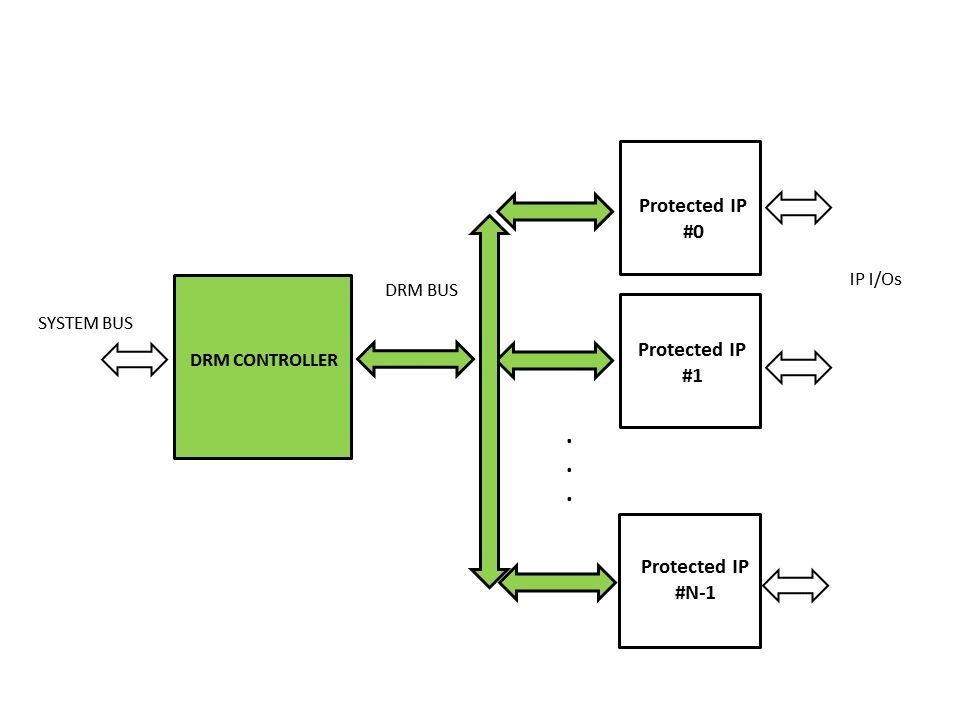 Protected IP
#0
IP I/Os
DRM BUS
SYSTEM BUS
DRM CONTROLLER
Protected IP
#1
.
.
.
Protected IP
#N-1